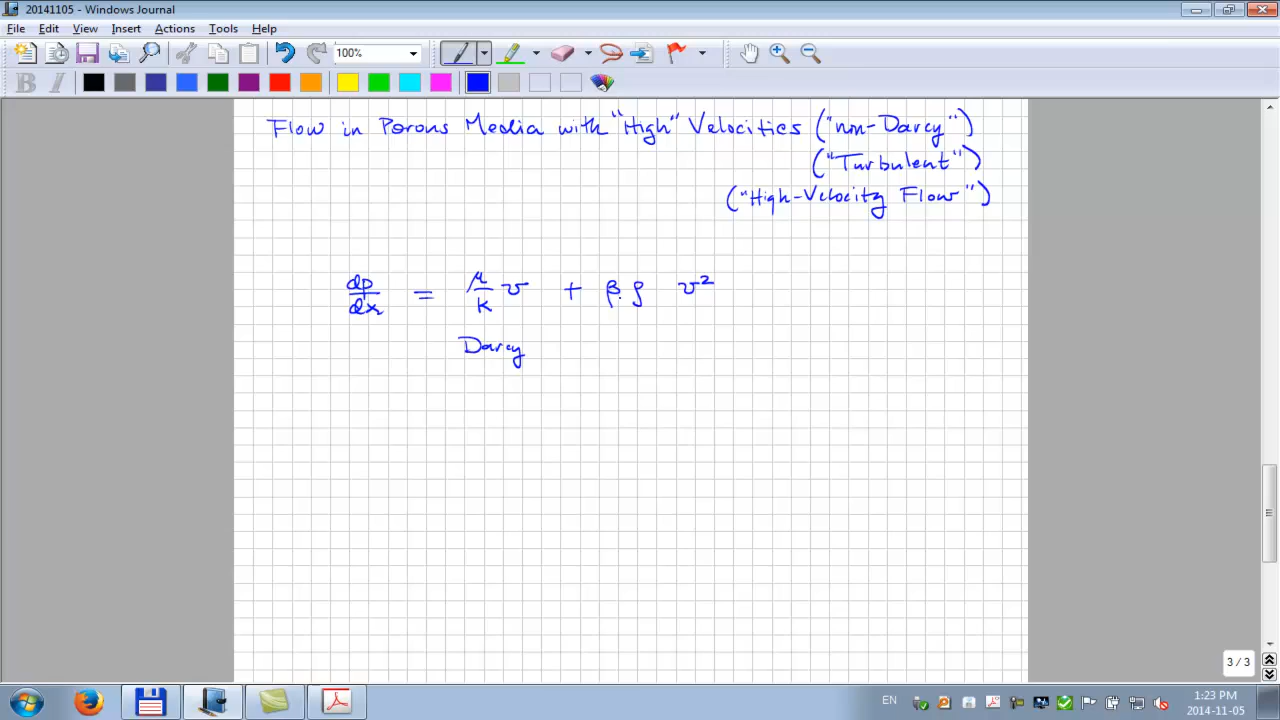 20141105 - Windows Journal
File Edit View Insert Actions Tools Help
100%
B I
Flow in Porous Media with "High" Velocities ("non-Darcy")
("Turbulent")
("High-Velocity Flow")
dp/dx = μ/k v + β ρ v²
Darcy
3 / 3
EN
1:23 PM
2014-11-05